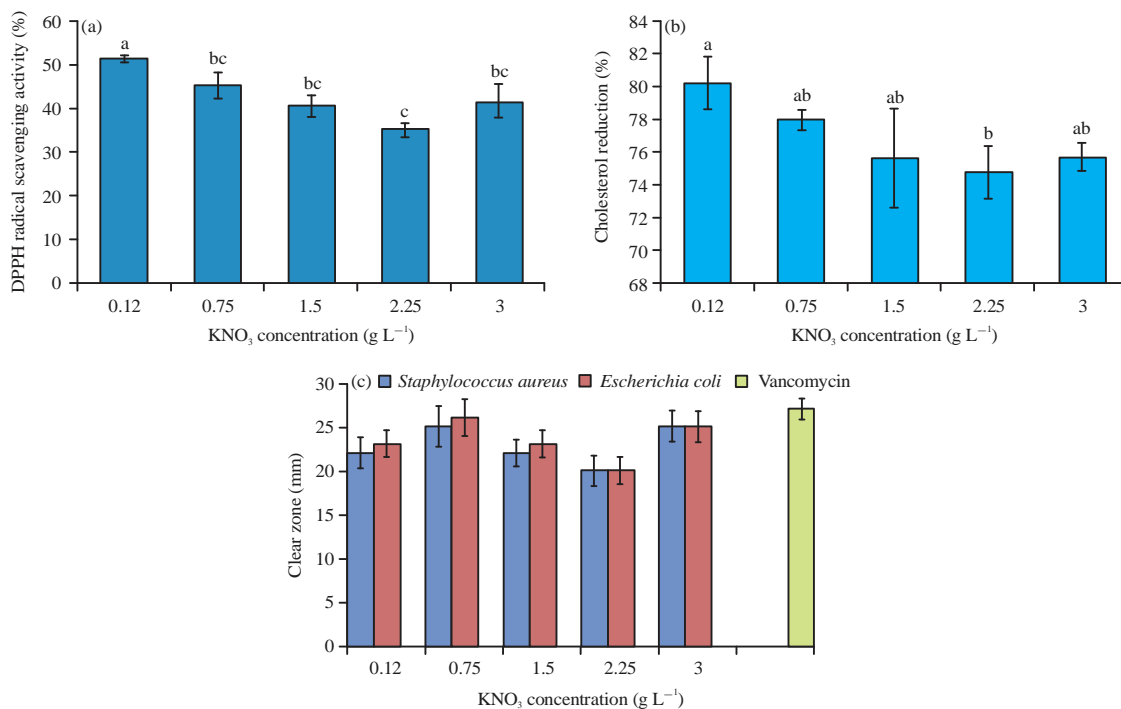 (a)
DPPH radical scavenging activity (%)
60
50
40
30
20
10
0
a
bc
bc
c
bc
0.12 0.75 1.5 2.25 3
KNO₃ concentration (g L⁻¹)
(b)
Cholesterol reduction (%)
84
82
80
78
76
74
72
70
68
a
ab
ab
b
ab
0.12 0.75 1.5 2.25 3
KNO₃ concentration (g L⁻¹)
(c) Staphylococcus aureus Escherichia coli Vancomycin
Clear zone (mm)
30
25
20
15
10
5
0
0.12 0.75 1.5 2.25 3
KNO₃ concentration (g L⁻¹)